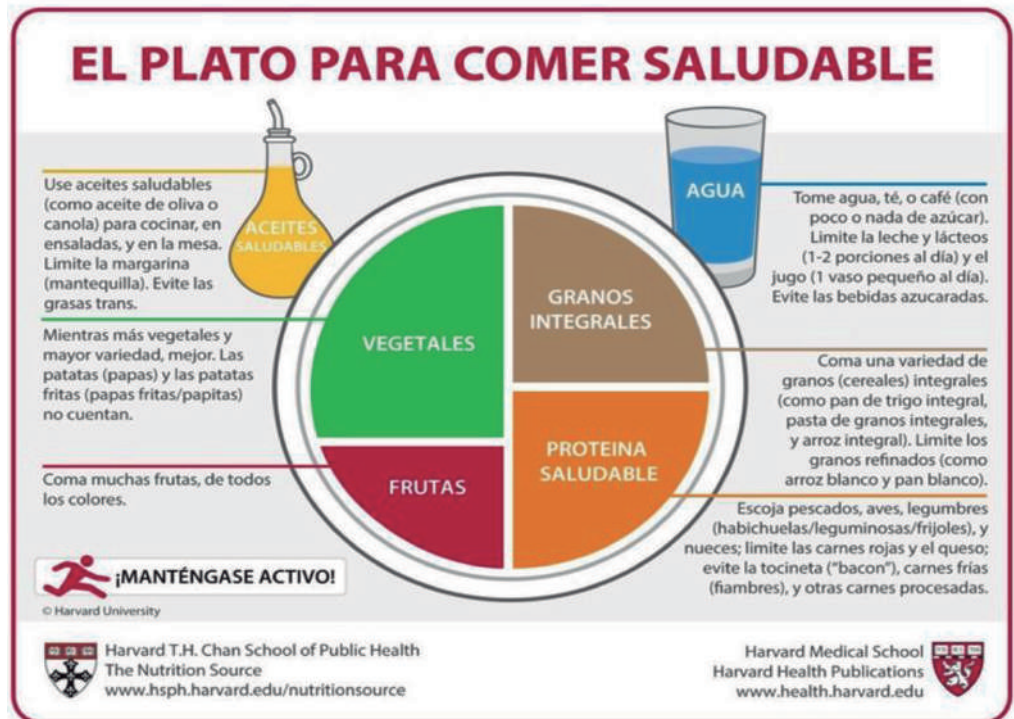 EL PLATO PARA COMER SALUDABLE
Use aceites saludables
(como aceite de oliva o
canola) para cocinar, en
ensaladas, y en la mesa.
Limite la margarina
(mantequilla). Evite las
grasas trans.
ACEITES
SALUDABLES
AGUA
Tome agua, té, o café (con
poco o nada de azúcar).
Limite la leche y lácteos
(1-2 porciones al día) y el
jugo (1 vaso pequeño al día).
Evite las bebidas azucaradas.
Mientras más vegetales y
mayor variedad, mejor. Las
patatas (papas) y las patatas
fritas (papas fritas/papitas)
no cuentan.
VEGETALES
GRANOS
INTEGRALES
Coma una variedad de
granos (cereales) integrales
(como pan de trigo integral,
pasta de granos integrales,
y arroz integral). Limite los
granos refinados (como
arroz blanco y pan blanco).
Coma muchas frutas, de todos
los colores.
FRUTAS
PROTEINA
SALUDABLE
Escoja pescados, aves, legumbres
(habichuelas/leguminosas/frijoles), y
nueces; limite las carnes rojas y el queso;
evite la tocineta ("bacon"), carnes frías
(fiambres), y otras carnes procesadas.
¡MANTÉNGASE ACTIVO!
© Harvard University
Harvard T.H. Chan School of Public Health
The Nutrition Source
www.hsph.harvard.edu/nutritionsource
Harvard Medical School
Harvard Health Publications
www.health.harvard.edu